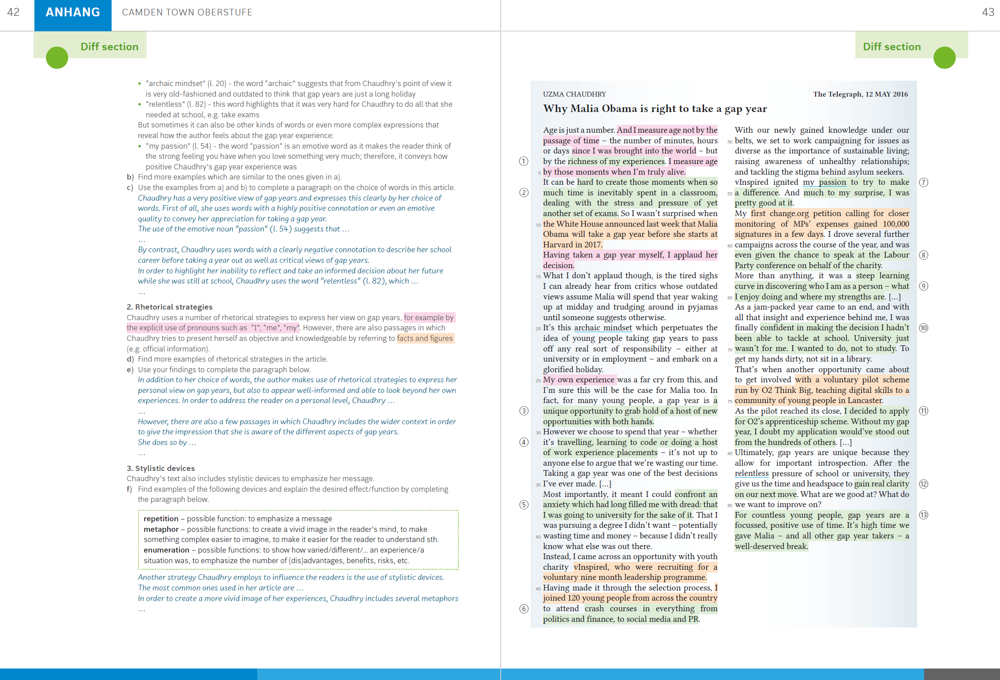 42
ANHANG
CAMDEN TOWN OBERSTUFE
Diff section
• “archaic mindset” (l. 20) - the word “archaic” suggests that from Chaudhry’s point of view it
is very old-fashioned and outdated to think that gap years are just a long holiday
• “relentless” (l. 82) - this word highlights that it was very hard for Chaudhry to do all that she
needed at school, e.g. take exams
But sometimes it can also be other kinds of words or even more complex expressions that
reveal how the author feels about the gap year experience:
• “my passion” (l. 54) - the word “passion“ is an emotive word as it makes the reader think of
the strong feeling you have when you love something very much; therefore, it conveys how
positive Chaudhry’s gap year experience was
b) Find more examples which are similar to the ones given in a).
c) Use the examples from a) and b) to complete a paragraph on the choice of words in this article.
Chaudhry has a very positive view of gap years and expresses this clearly by her choice of
words. First of all, she uses words with a highly positive connotation or even an emotive
quality to convey her appreciation for taking a gap year.
The use of the emotive noun “passion“ (l. 54) suggests that …
…
By contrast, Chaudhry uses words with a clearly negative connotation to describe her school
career before taking a year out as well as critical views of gap years.
In order to highlight her inability to reflect and take an informed decision about her future
while she was still at school, Chaudhry uses the word “relentless“ (l. 82), which …
…
2. Rhetorical strategies
Chaudhry uses a number of rhetorical strategies to express her view on gap years, for example by
the explicit use of pronouns such as “I”, “me”, “my”. However, there are also passages in which
Chaudhry tries to present herself as objective and knowledgeable by referring to facts and figures
(e.g. official information).
d) Find more examples of rhetorical strategies in the article.
e) Use your findings to complete the paragraph below.
In addition to her choice of words, the author makes use of rhetorical strategies to express her
personal view on gap years, but also to appear well-informed and able to look beyond her own
experiences. In order to address the reader on a personal level, Chaudhry …
…
However, there are also a few passages in which Chaudhry includes the wider context in order
to give the impression that she is aware of the different aspects of gap years.
She does so by …
…
3. Stylistic devices
Chaudhry’s text also includes stylistic devices to emphasize her message.
f) Find examples of the following devices and explain the desired effect/function by completing
the paragraph below.
repetition – possible function: to emphasize a message
metaphor – possible functions: to create a vivid image in the reader’s mind, to make
something complex easier to imagine, to make it easier for the reader to understand sth.
enumeration – possible functions: to show how varied/different/… an experience/a
situation was, to emphasize the number of (dis)advantages, benefits, risks, etc.
Another strategy Chaudhry employs to influence the readers is the use of stylistic devices.
The most common ones used in her article are …
In order to create a more vivid image of her experiences, Chaudhry includes several metaphors
…
43
Diff section
UZMA CHAUDHRY
The Telegraph, 12 MAY 2016
Why Malia Obama is right to take a gap year
Age is just a number. And I measure age not by the
passage of time – the number of minutes, hours
or days since I was brought into the world – but
① by the richness of my experiences. I measure age
5 by those moments when I’m truly alive.
It can be hard to create those moments when so
② much time is inevitably spent in a classroom,
dealing with the stress and pressure of yet
another set of exams. So I wasn’t surprised when
10 the White House announced last week that Malia
Obama will take a gap year before she starts at
Harvard in 2017.
Having taken a gap year myself, I applaud her
decision.
15 What I don’t applaud though, is the tired sighs
I can already hear from critics whose outdated
views assume Malia will spend that year waking
up at midday and trudging around in pyjamas
until someone suggests otherwise.
20 It’s this archaic mindset which perpetuates the
idea of young people taking gap years to pass
off any real sort of responsibility – either at
university or in employment – and embark on a
glorified holiday.
25 My own experience was a far cry from this, and
I’m sure this will be the case for Malia too. In
fact, for many young people, a gap year is a
③ unique opportunity to grab hold of a host of new
opportunities with both hands.
30 However we choose to spend that year – whether
④ it’s travelling, learning to code or doing a host
of work experience placements – it’s not up to
anyone else to argue that we’re wasting our time.
Taking a gap year was one of the best decisions
35 I’ve ever made. […]
Most importantly, it meant I could confront an
⑤ anxiety which had long filled me with dread: that
I was going to university for the sake of it. That I
was pursuing a degree I didn’t want – potentially
40 wasting time and money – because I didn’t really
know what else was out there.
Instead, I came across an opportunity with youth
charity vInspired, who were recruiting for a
voluntary nine month leadership programme.
45 Having made it through the selection process, I
joined 120 young people from across the country
⑥ to attend crash courses in everything from
politics and finance, to social media and PR.
With our newly gained knowledge under our
50 belts, we set to work campaigning for issues as
diverse as the importance of sustainable living;
raising awareness of unhealthy relationships;
and tackling the stigma behind asylum seekers.
vInspired ignited my passion to try to make ⑦
55 a difference. And much to my surprise, I was
pretty good at it.
My first change.org petition calling for closer
monitoring of MPs’ expenses gained 100,000
signatures in a few days. I drove several further
60 campaigns across the course of the year, and was
even given the chance to speak at the Labour ⑧
Party conference on behalf of the charity.
More than anything, it was a steep learning
curve in discovering who I am as a person – what ⑨
65 I enjoy doing and where my strengths are. […]
As a jam-packed year came to an end, and with
all that insight and experience behind me, I was
finally confident in making the decision I hadn’t ⑩
been able to tackle at school. University just
70 wasn’t for me. I wanted to do, not to study. To
get my hands dirty, not sit in a library.
That’s when another opportunity came about
to get involved with a voluntary pilot scheme
run by O2 Think Big, teaching digital skills to a
75 community of young people in Lancaster.
As the pilot reached its close, I decided to apply ⑪
for O2’s apprenticeship scheme. Without my gap
year, I doubt my application would’ve stood out
from the hundreds of others. […]
80 Ultimately, gap years are unique because they
allow for important introspection. After the
relentless pressure of school or university, they
give us the time and headspace to gain real clarity ⑫
on our next move. What are we good at? What do
85 we want to improve on?
For countless young people, gap years are a ⑬
focussed, positive use of time. It’s high time we
gave Malia – and all other gap year takers – a
well-deserved break.